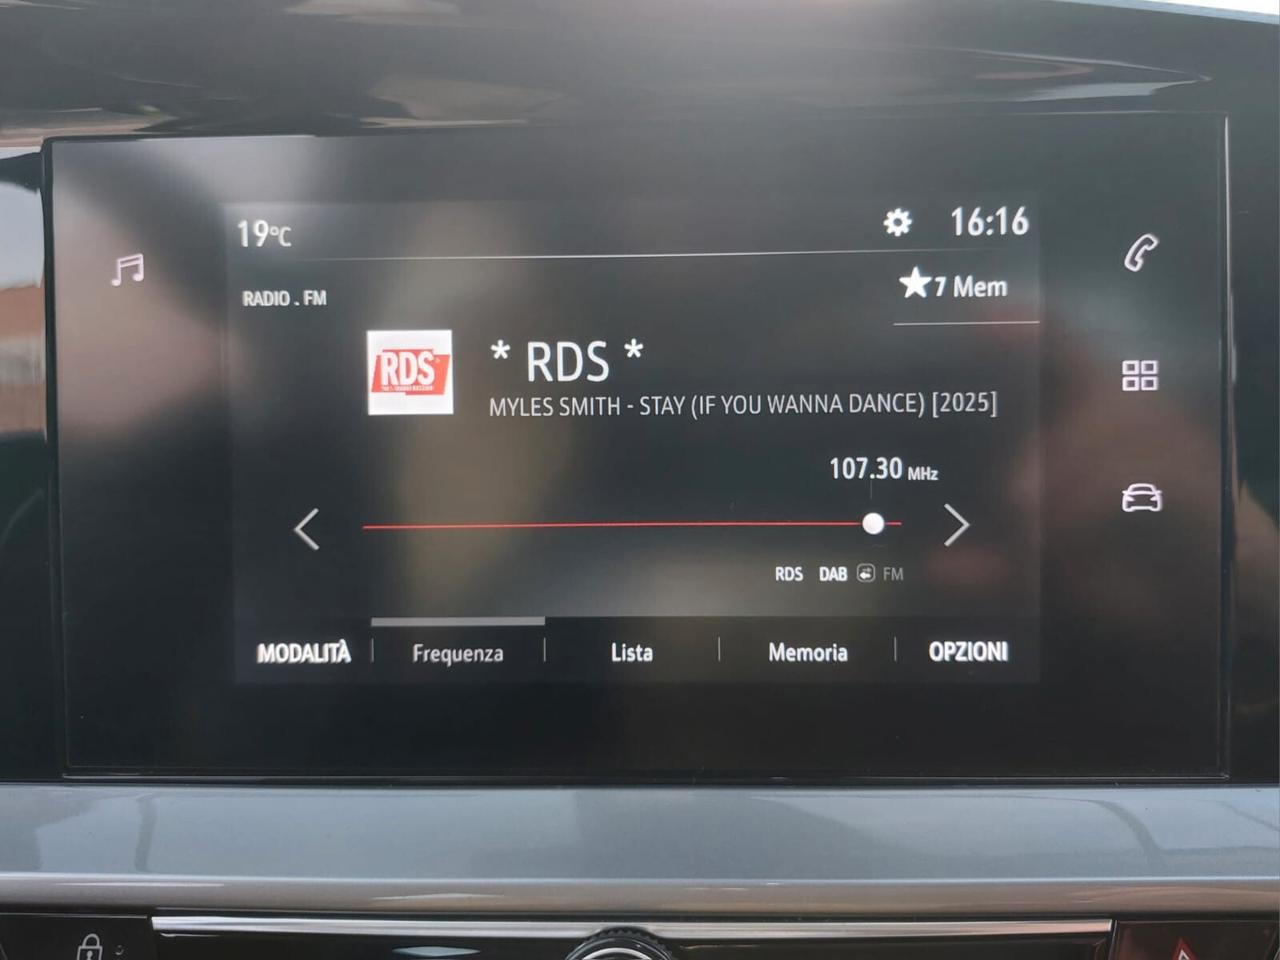 19°C
16:16
RADIO . FM
★7 Mem
RDS
* RDS *
MYLES SMITH - STAY (IF YOU WANNA DANCE) [2025]
107.30 MHz
RDS DAB FM
MODALITÀ
Frequenza
Lista
Memoria
OPZIONI